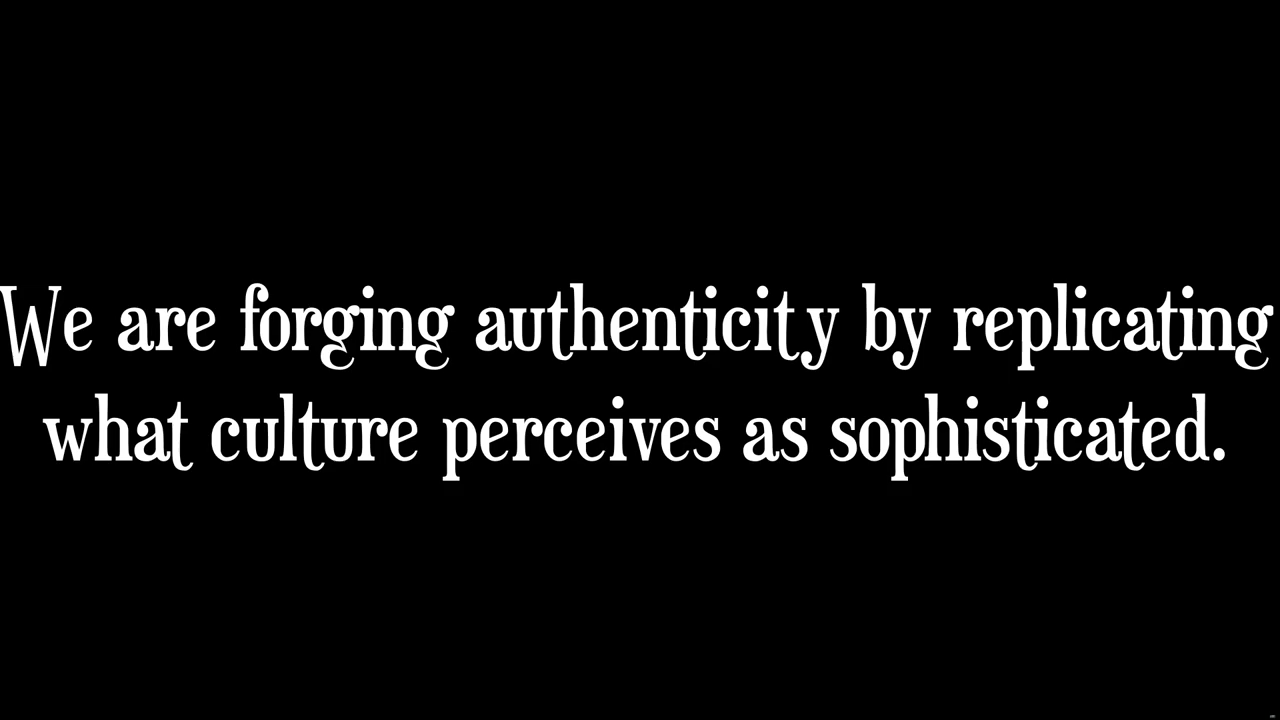 We are forging authenticity by replicating
what culture perceives as sophisticated.